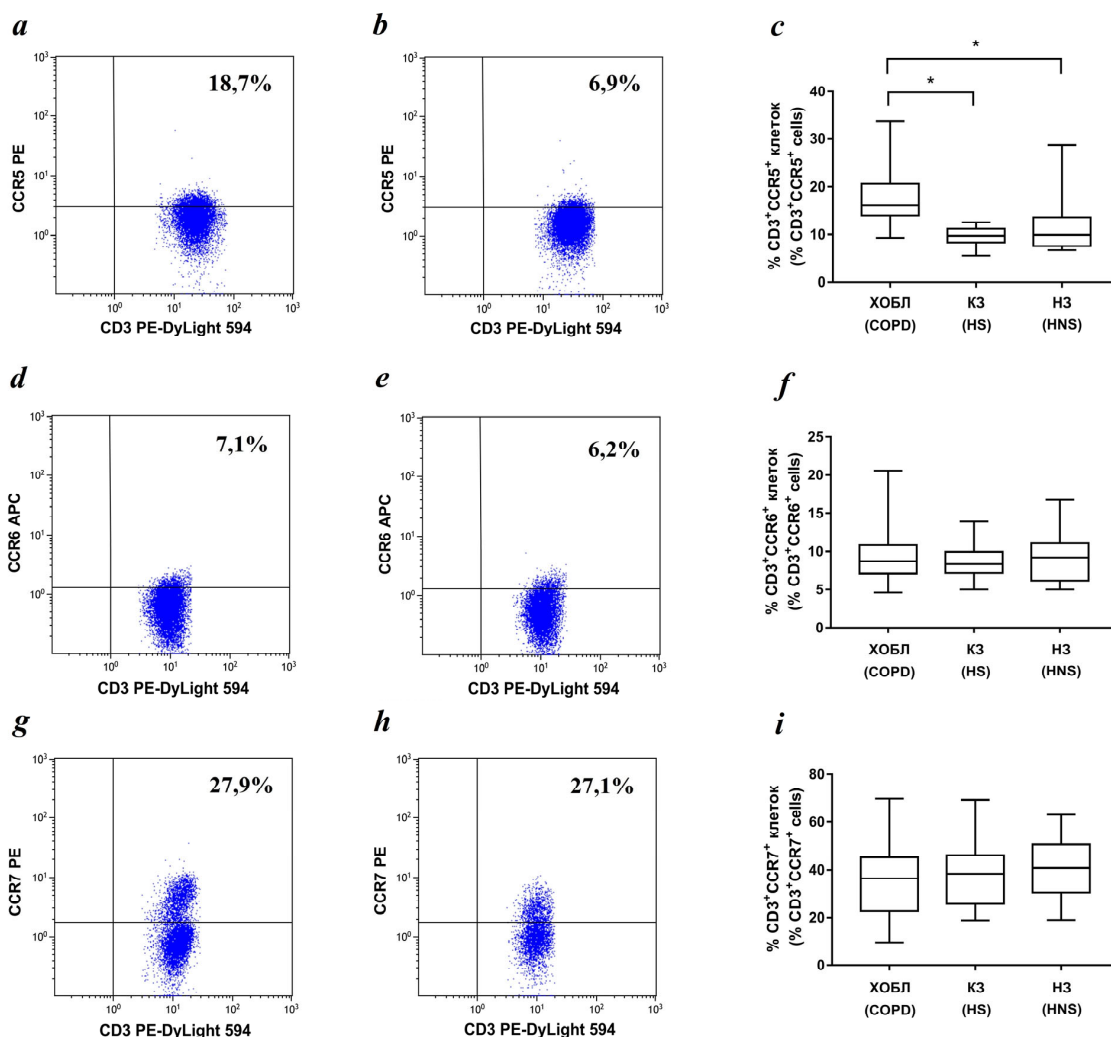 a
b
c
10³
10²
10¹
10⁰
18,7%
CCR5 PE
10⁰ 10¹ 10² 10³
CD3 PE-DyLight 594
10³
10²
10¹
10⁰
6,9%
CCR5 PE
10⁰ 10¹ 10² 10³
CD3 PE-DyLight 594
*
*
% CD3⁺CCR5⁺ клеток
(% CD3⁺CCR5⁺ cells)
40
30
20
10
0
ХОБЛ КЗ НЗ
(COPD) (HS) (HNS)
d
e
f
10³
10²
10¹
10⁰
7,1%
CCR6 APC
10⁰ 10¹ 10² 10³
CD3 PE-DyLight 594
10³
10²
10¹
10⁰
6,2%
CCR6 APC
10⁰ 10¹ 10² 10³
CD3 PE-DyLight 594
% CD3⁺CCR6⁺ клеток
(% CD3⁺CCR6⁺ cells)
25
20
15
10
5
0
ХОБЛ КЗ НЗ
(COPD) (HS) (HNS)
g
h
i
10³
10²
10¹
10⁰
27,9%
CCR7 PE
10⁰ 10¹ 10² 10³
CD3 PE-DyLight 594
10³
10²
10¹
10⁰
27,1%
CCR7 PE
10⁰ 10¹ 10² 10³
CD3 PE-DyLight 594
% CD3⁺CCR7⁺ клеток
(% CD3⁺CCR7⁺ cells)
80
60
40
20
0
ХОБЛ КЗ НЗ
(COPD) (HS) (HNS)